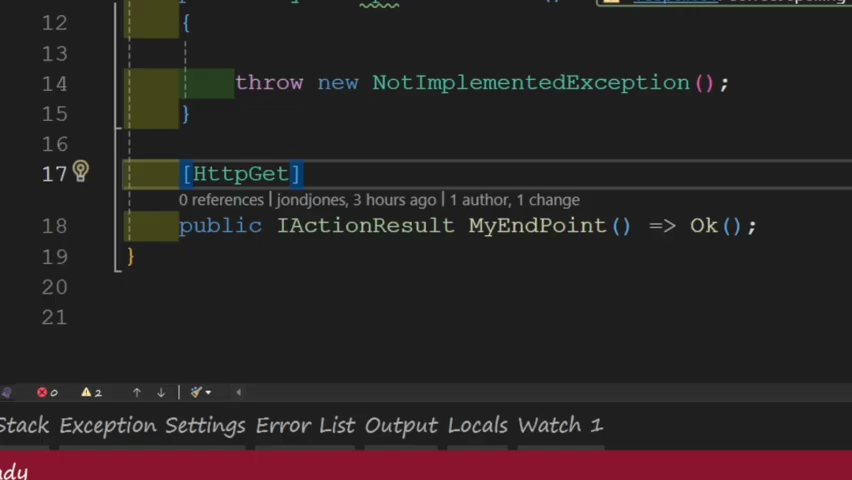 12 {
13
14 throw new NotImplementedException();
15 }
16
17 [HttpGet]
0 references | jondjones, 3 hours ago | 1 author, 1 change
18 public IActionResult MyEndPoint() => Ok();
19 }
20
21
0 2
Stack Exception Settings Error List Output Locals Watch 1